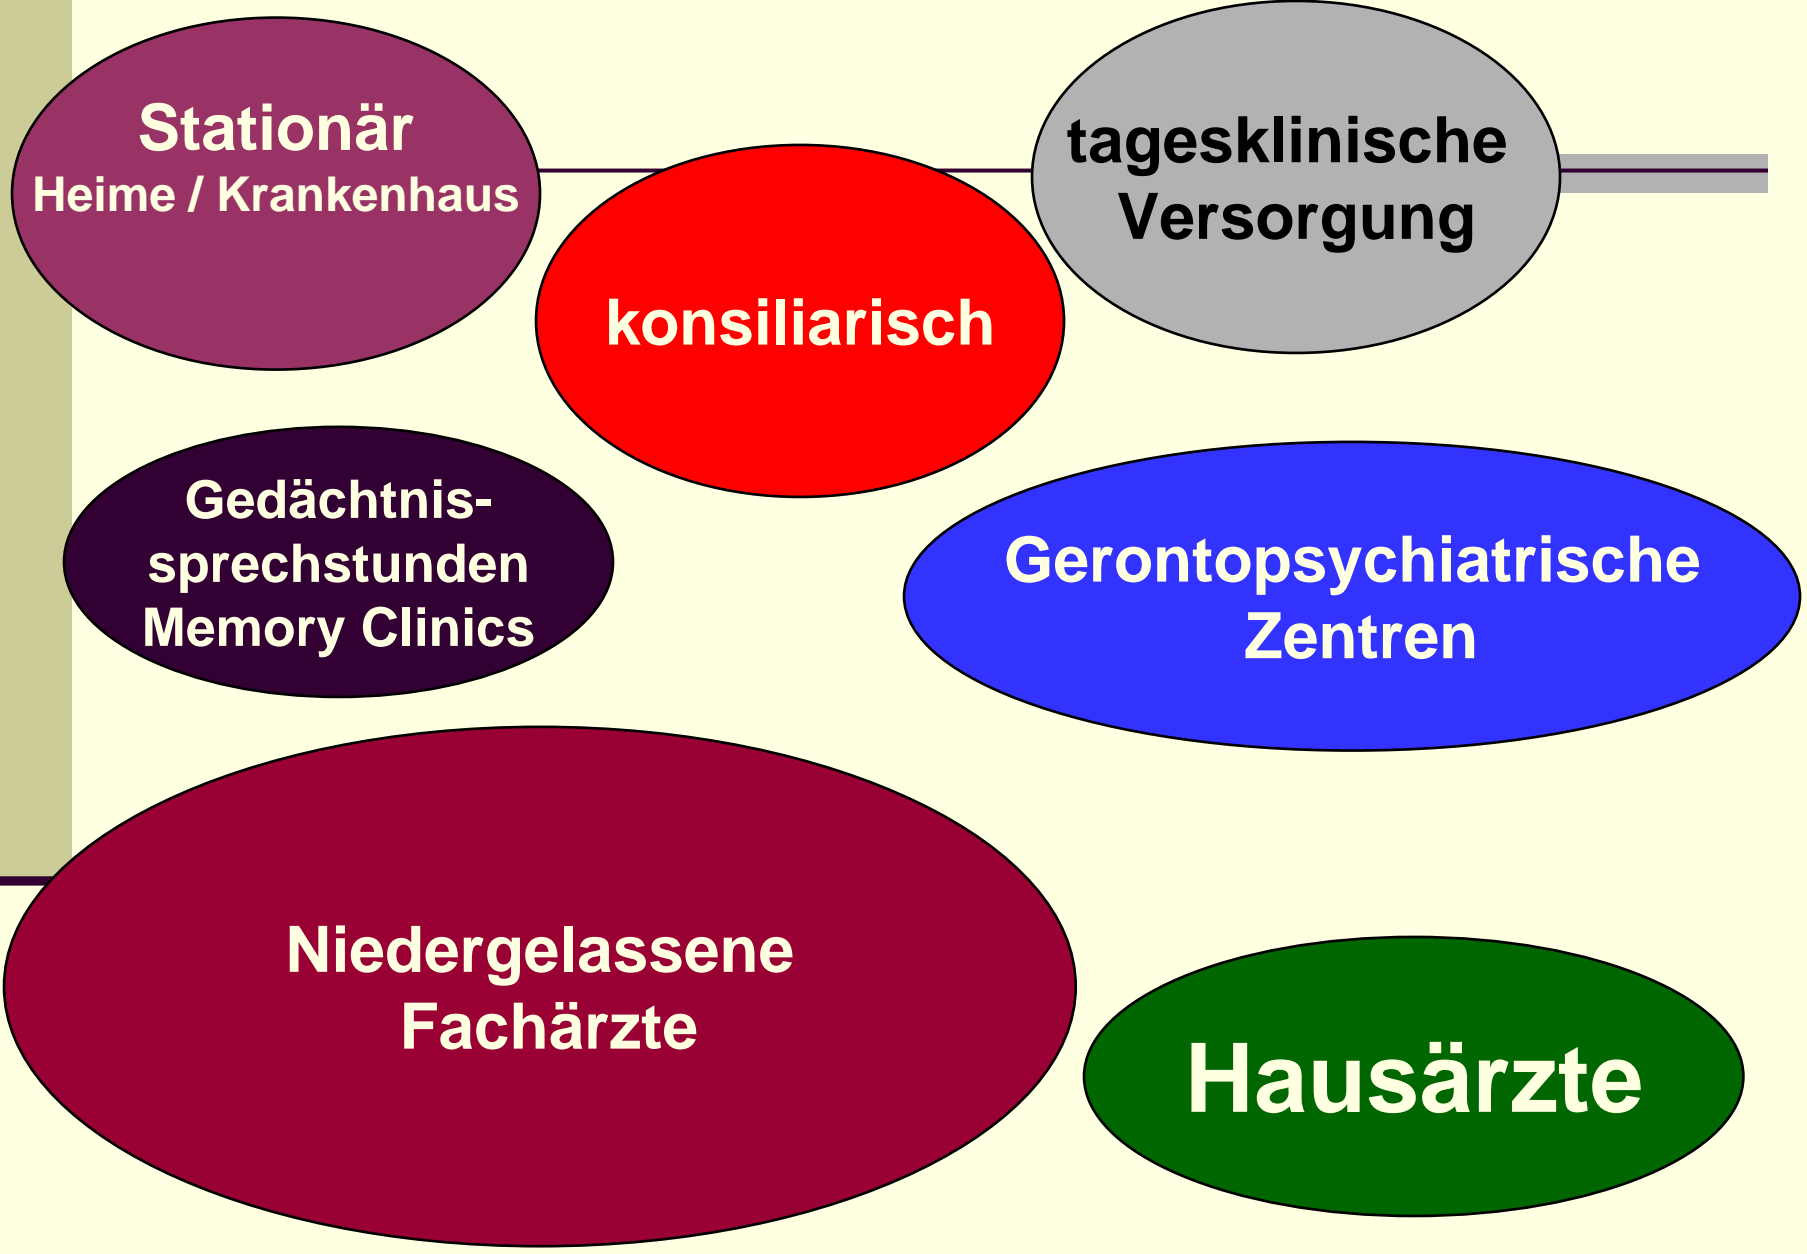 Stationär
Heime / Krankenhaus
tagesklinische
Versorgung
konsiliarisch
Gedächtnis-
sprechstunden
Memory Clinics
Gerontopsychiatrische
Zentren
Niedergelassene
Fachärzte
Hausärzte